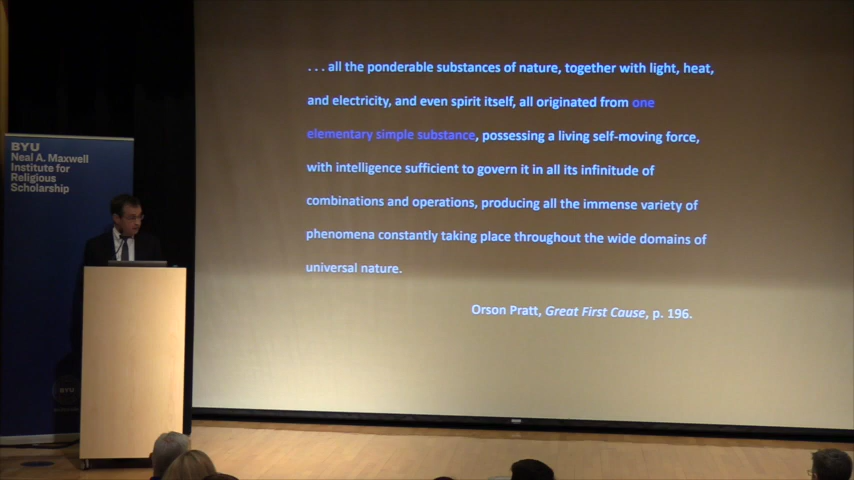 . . . all the ponderable substances of nature, together with light, heat,
and electricity, and even spirit itself, all originated from one
elementary simple substance, possessing a living self-moving force,
with intelligence sufficient to govern it in all its infinitude of
combinations and operations, producing all the immense variety of
phenomena constantly taking place throughout the wide domains of
universal nature.
Orson Pratt, Great First Cause, p. 196.
BYU
Neal A. Maxwell
Institute for
Religious
Scholarship
BYU